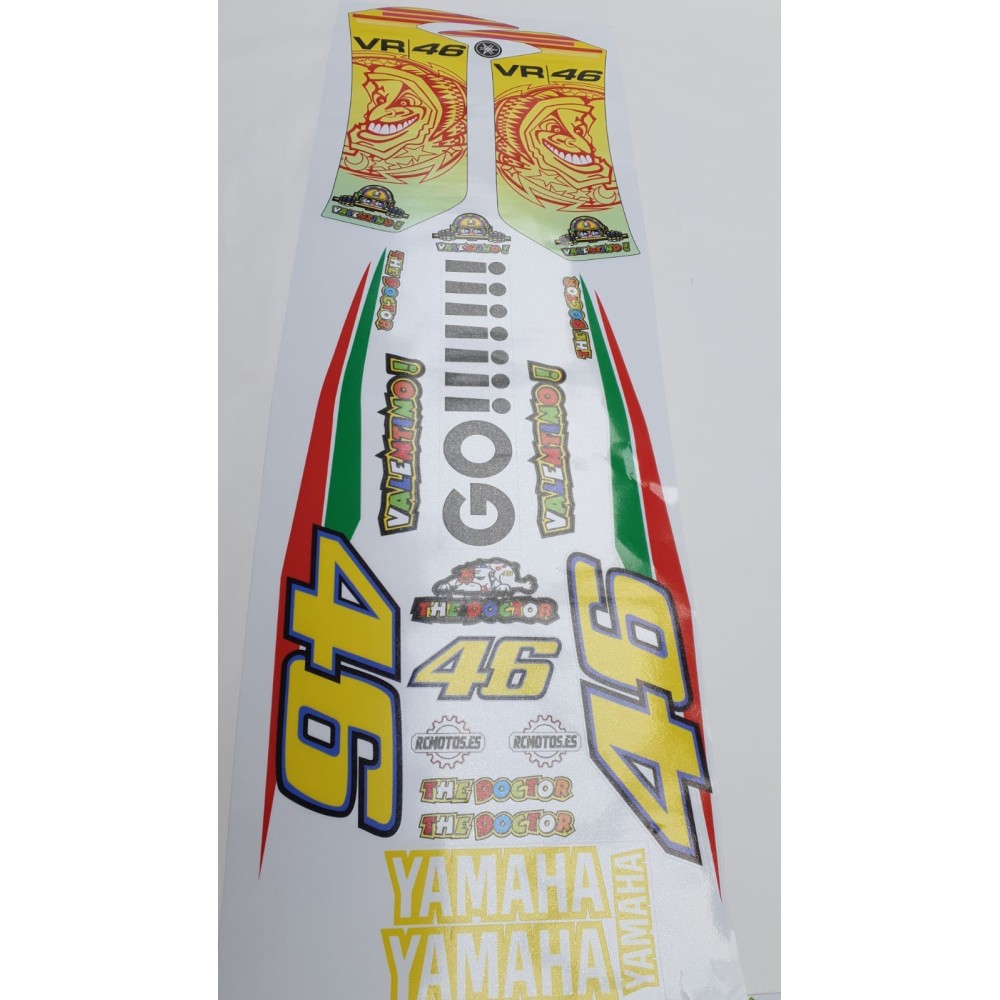 VR|46
VR|46
VALENTINO!
VALENTINO!
VALENTINO!
THE DOCTOR
THE DOCTOR
GO!!!!!!!
VALENTINO!
VALENTINO!
THE DOCTOR
46
46
46
RCMOTOS.ES
RCMOTOS.ES
THE DOCTOR
THE DOCTOR
YAMAHA
YAMAHA
YAMAHA